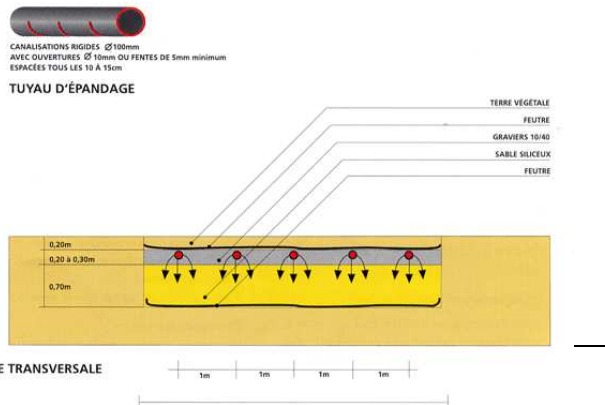 CANALISATIONS RIGIDES Ø100mm
AVEC OUVERTURES Ø 10mm OU FENTES DE 5mm minimum
ESPACÉES TOUS LES 10 À 15cm
TUYAU D'ÉPANDAGE
TERRE VÉGÉTALE
FEUTRE
GRAVIERS 10/40
SABLE SILICEUX
FEUTRE
0,20m
0,20 à 0,30m
0,70m
E TRANSVERSALE
1m 1m 1m 1m